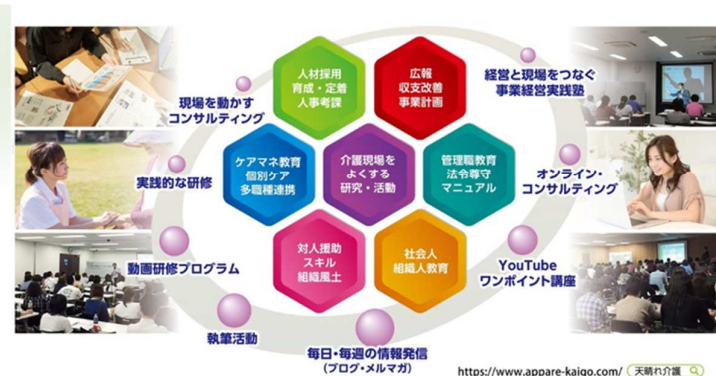 人材採用
育成・定着
人事考課
広報
収支改善
事業計画
経営と現場をつなぐ
事業経営実践塾
現場を動かす
コンサルティング
ケアマネ教育
個別ケア
多職種連携
介護現場を
よくする
研究・活動
管理職教育
法令遵守
マニュアル
オンライン・
コンサルティング
実践的な研修
対人援助
スキル
組織風土
社会人
組織人教育
動画研修プログラム
YouTube
ワンポイント講座
執筆活動
毎日・毎週の情報発信
(ブログ・メルマガ)
https://www.appare-kaigo.com/ 天晴れ介護